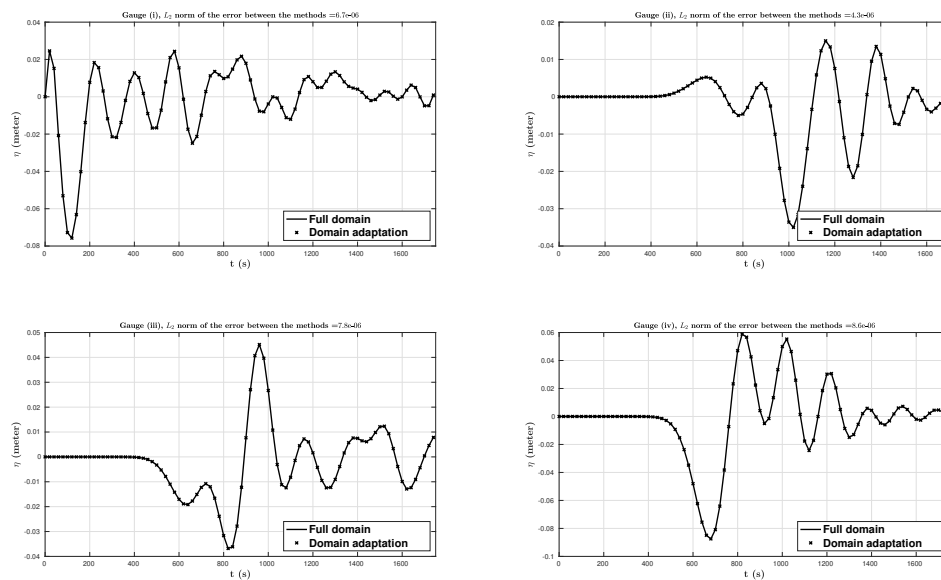 Gauge (i), L₂ norm of the error between the methods =6.7e-06
0.04
0.02
0
-0.02
-0.04
-0.06
-0.08
η (meter)
0 200 400 600 800 1000 1200 1400 1600
t (s)
Full domain
Domain adaptation
Gauge (ii), L₂ norm of the error between the methods =4.3e-06
0.02
0.01
0
-0.01
-0.02
-0.03
-0.04
η (meter)
0 200 400 600 800 1000 1200 1400 1600
t (s)
Full domain
Domain adaptation
Gauge (iii), L₂ norm of the error between the methods =7.8e-06
0.05
0.04
0.03
0.02
0.01
0
-0.01
-0.02
-0.03
-0.04
η (meter)
0 200 400 600 800 1000 1200 1400 1600
t (s)
Full domain
Domain adaptation
Gauge (iv), L₂ norm of the error between the methods =8.6e-06
0.06
0.04
0.02
0
-0.02
-0.04
-0.06
-0.08
-0.1
η (meter)
0 200 400 600 800 1000 1200 1400 1600
t (s)
Full domain
Domain adaptation